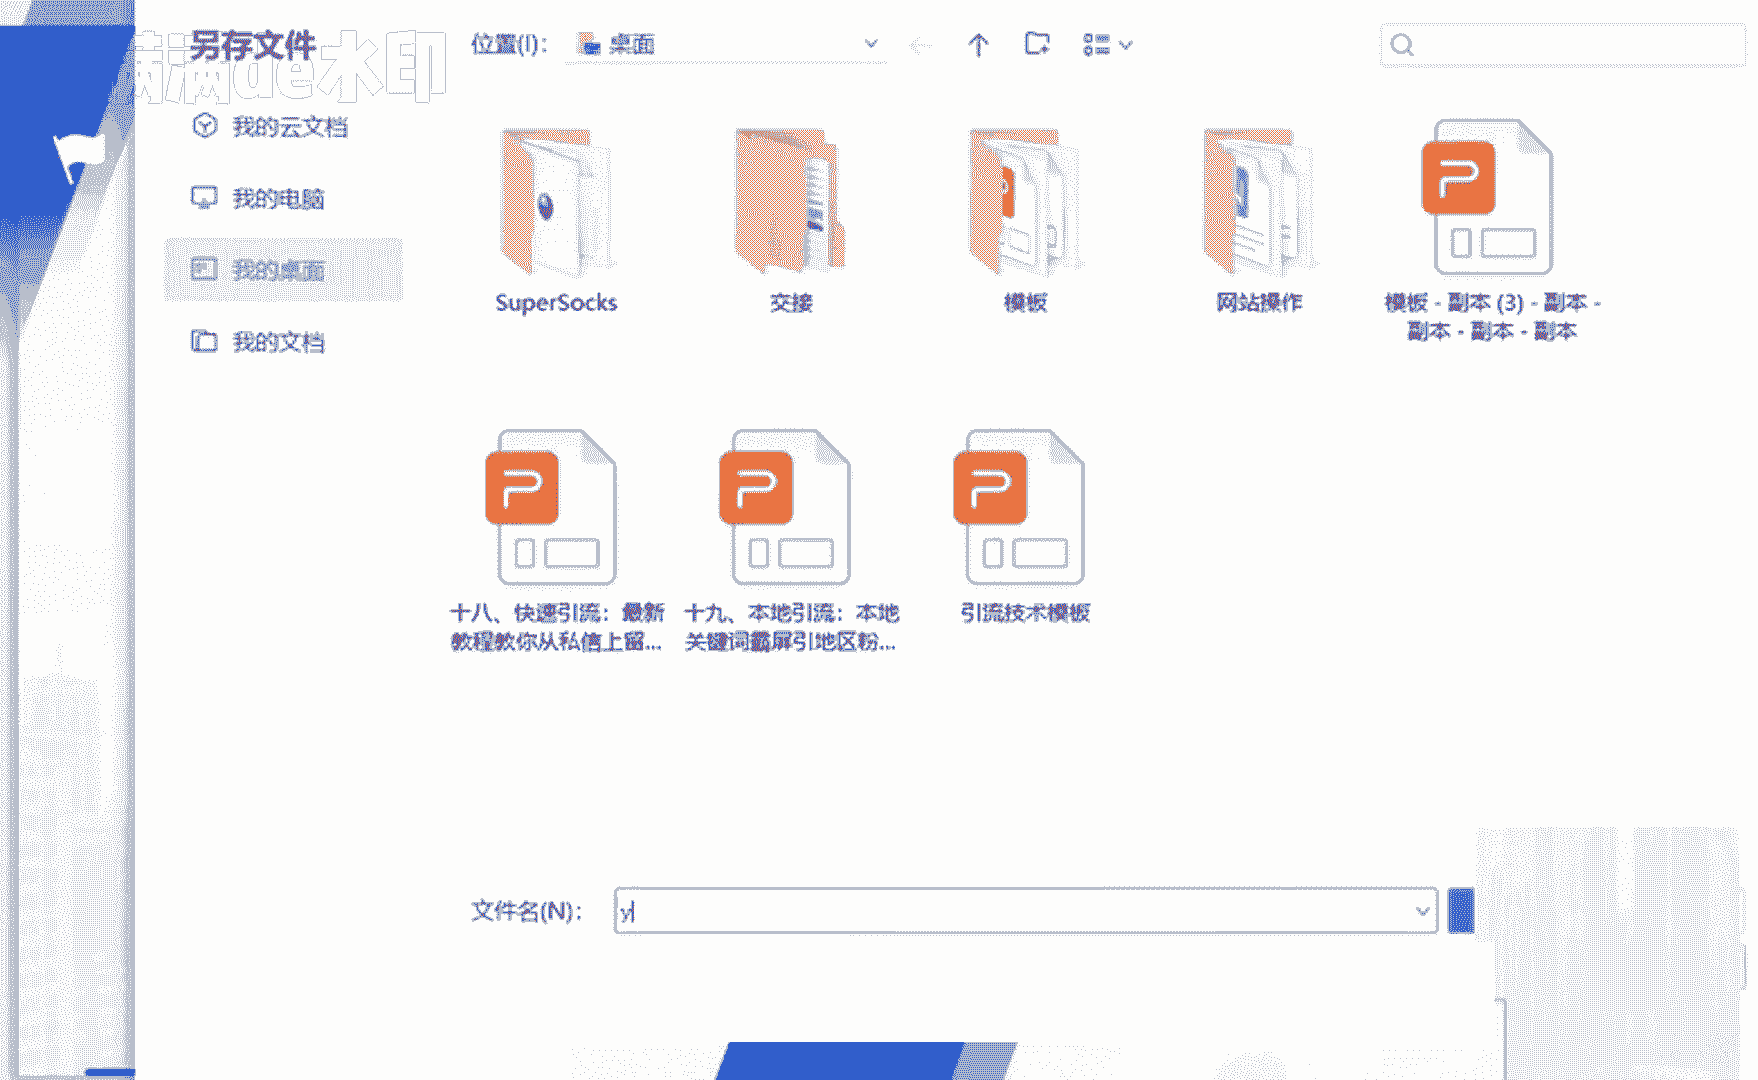 另存文件
满满de水印
位置(I)：
桌面
我的云文档
我的电脑
我的桌面
我的文档
SuperSocks
交接
模板
网站操作
模板 - 副本 (3) - 副本 -
副本 - 副本 - 副本
十八、快速引流：最新
教程教你从私信上留...
十九、本地引流：本地
关键词霸屏引地区粉...
引流技术模板
文件名(N)：
y